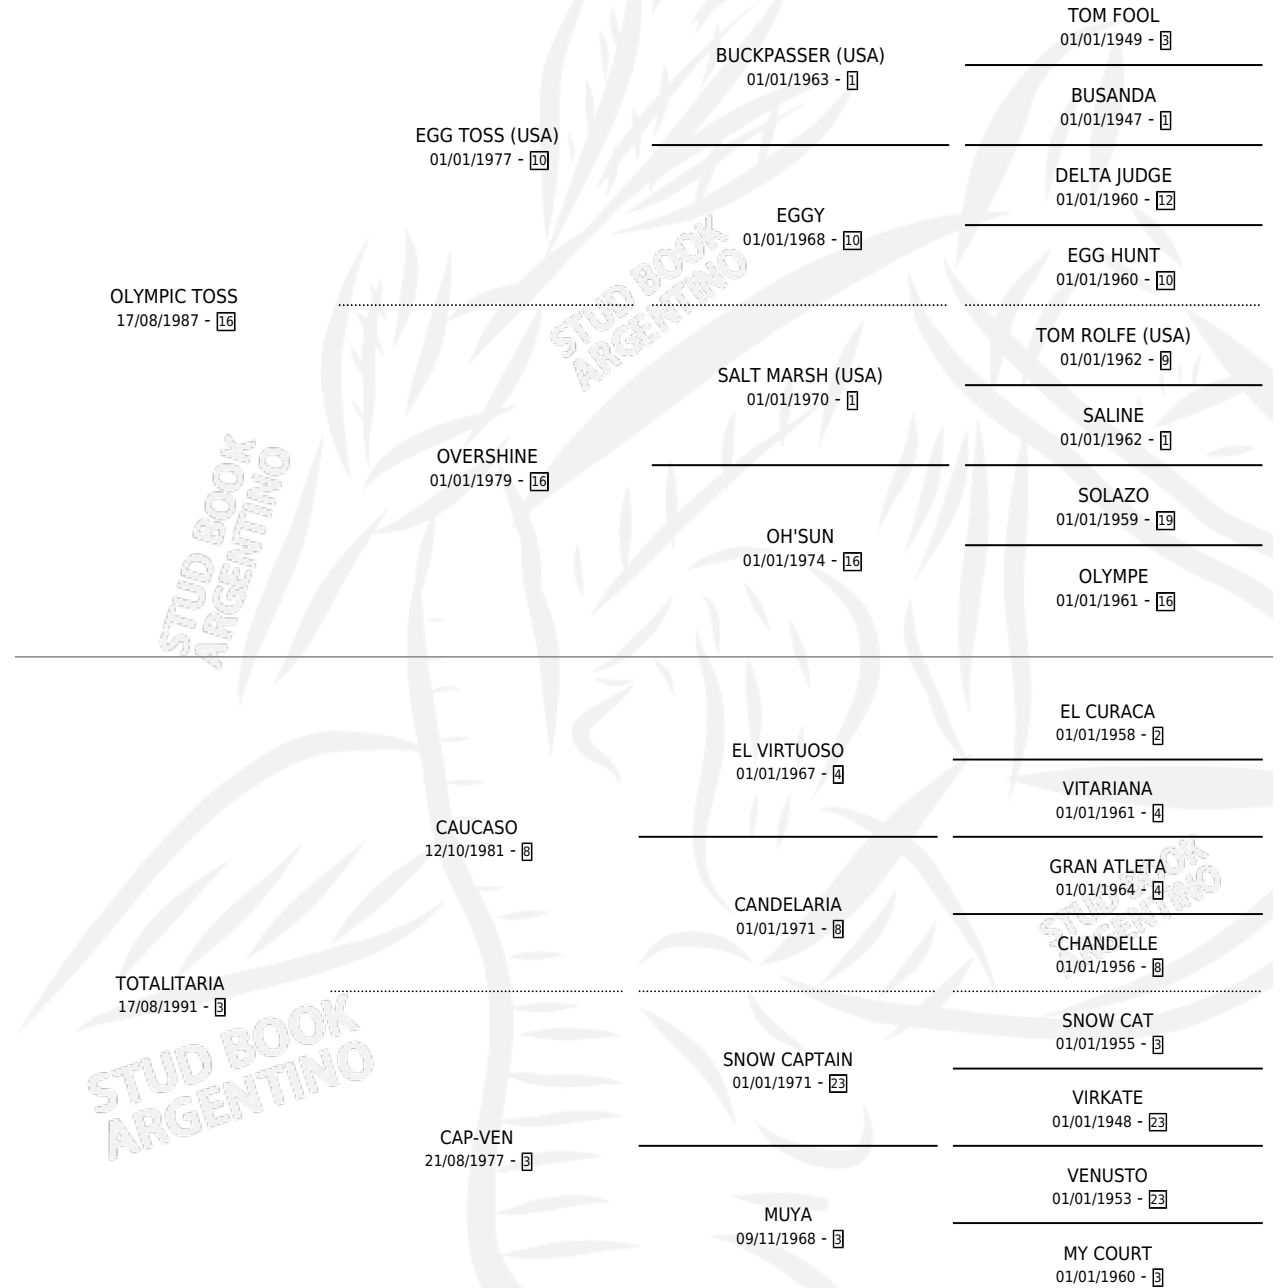 TOM FOOL
01/01/1949 - 3
BUCKPASSER (USA)
01/01/1963 - 1
BUSANDA
01/01/1947 - 1
EGG TOSS (USA)
01/01/1977 - 10
DELTA JUDGE
01/01/1960 - 12
EGGY
01/01/1968 - 10
EGG HUNT
01/01/1960 - 10
OLYMPIC TOSS
17/08/1987 - 16
STUD BOOK
ARGENTINO
TOM ROLFE (USA)
01/01/1962 - 9
SALT MARSH (USA)
01/01/1970 - 1
SALINE
01/01/1962 - 1
OVERSHINE
01/01/1979 - 16
SOLAZO
01/01/1959 - 19
OH'SUN
01/01/1974 - 16
OLYMPE
01/01/1961 - 16
STUD BOOK
ARGENTINO
EL CURACA
01/01/1958 - 2
EL VIRTUOSO
01/01/1967 - 4
VITARIANA
01/01/1961 - 4
CAUCASO
12/10/1981 - 8
GRAN ATLETA
01/01/1964 - 4
CANDELARIA
01/01/1971 - 8
CHANDELLE
01/01/1956 - 8
STUD BOOK
ARGENTINO
TOTALITARIA
17/08/1991 - 3
SNOW CAT
01/01/1955 - 3
SNOW CAPTAIN
01/01/1971 - 23
VIRKATE
01/01/1948 - 23
STUD BOOK
ARGENTINO
CAP-VEN
21/08/1977 - 3
VENUSTO
01/01/1953 - 23
MUYA
09/11/1968 - 3
MY COURT
01/01/1960 - 3